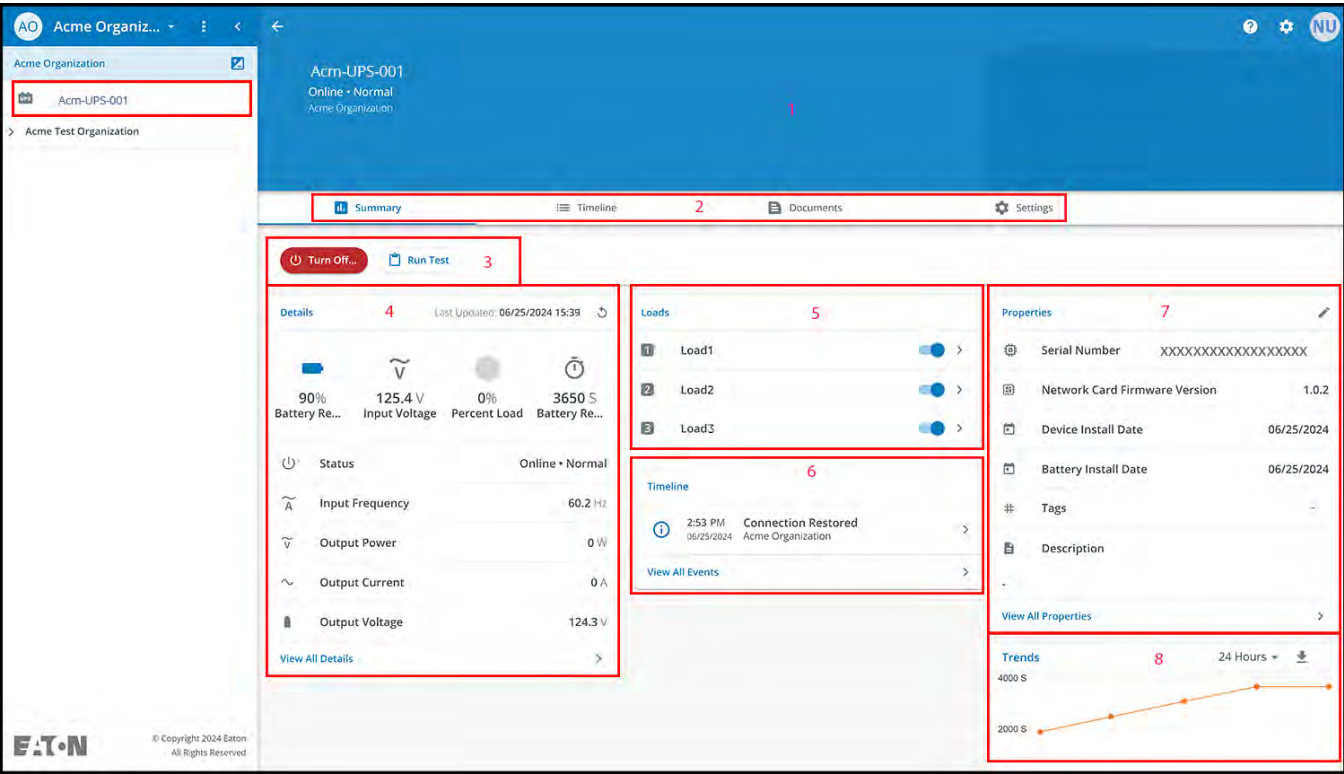 AO Acme Organiz...
NU
Acme Organization
UPS Acm-UPS-001
Acme Test Organization
EATON
© Copyright 2024 Eaton
All Rights Reserved
Acm-UPS-001
Online • Normal
Acme Organization
1
Summary Timeline 2 Documents Settings
Turn Off... Run Test 3
Details 4 Last Updated: 06/25/2024 15:39
90% 125.4 V 0% 3650 S
Battery Re... Input Voltage Percent Load Battery Re...
Status Online • Normal
Input Frequency 60.2 Hz
Output Power 0 W
Output Current 0 A
Output Voltage 124.3 V
View All Details
Loads 5
1 Load1
2 Load2
3 Load3
6
Timeline
2:53 PM Connection Restored
06/25/2024 Acme Organization
View All Events
Properties 7
Serial Number XXXXXXXXXXXXXXXXXX
Network Card Firmware Version 1.0.2
Device Install Date 06/25/2024
Battery Install Date 06/25/2024
# Tags -
Description
-
View All Properties
Trends 8 24 Hours
4000 S
2000 S